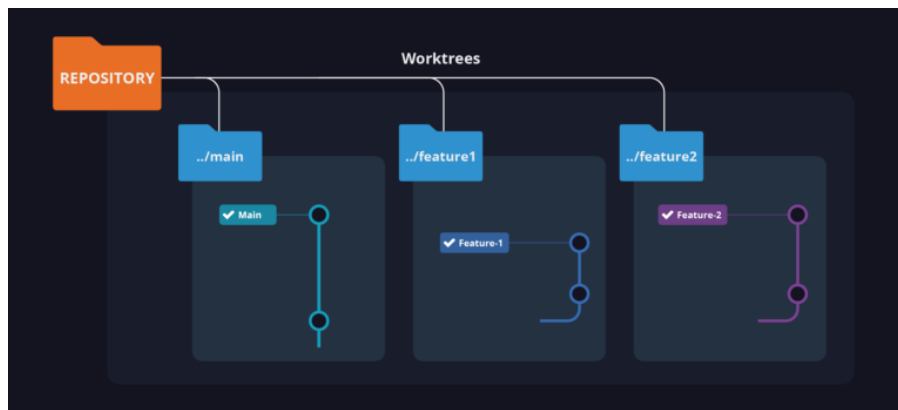 Worktrees
REPOSITORY
../main
../feature1
../feature2
Main
Feature-1
Feature-2